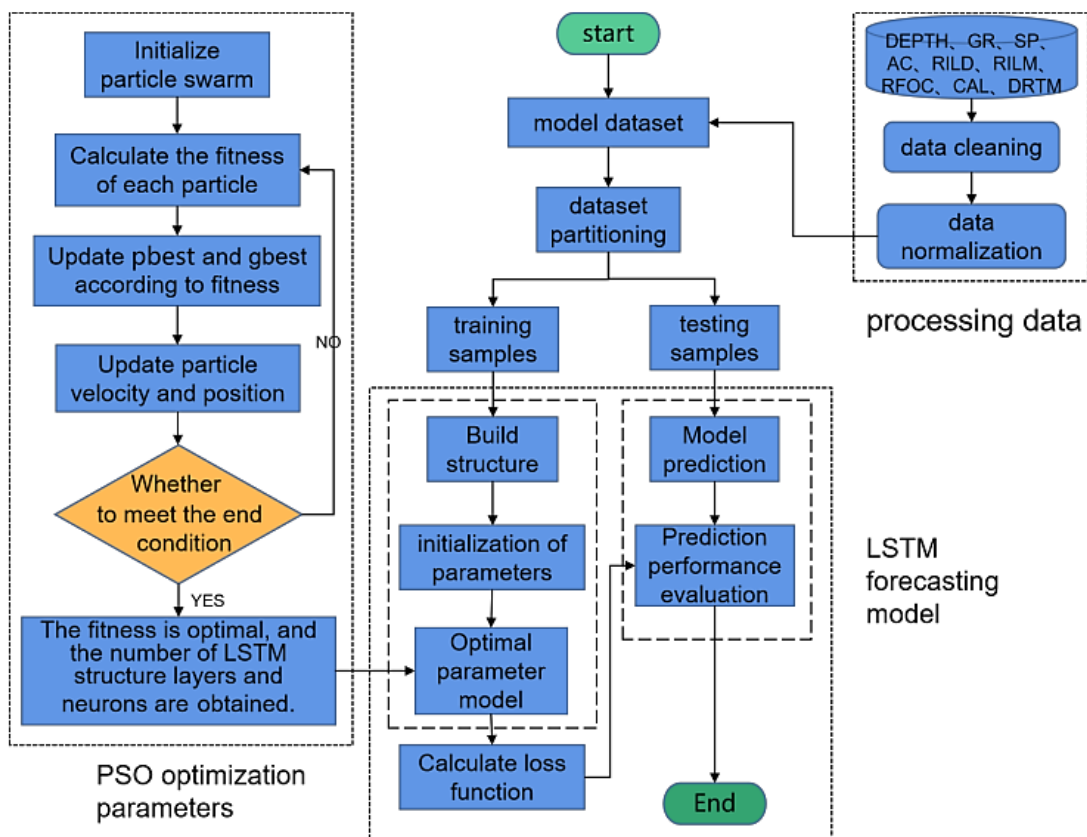 Initialize
particle swarm
Calculate the fitness
of each particle
Update pbest and gbest
according to fitness
NO
Update particle
velocity and position
Whether
to meet the end
condition
YES
The fitness is optimal, and
the number of LSTM
structure layers and
neurons are obtained.
PSO optimization
parameters
start
model dataset
dataset
partitioning
training
samples
testing
samples
Build
structure
initialization of
parameters
Optimal
parameter
model
Calculate loss
function
Model
prediction
Prediction
performance
evaluation
End
DEPTH、GR、SP、
AC、RILD、RILM、
RFOC、CAL、DRTM
data cleaning
data
normalization
processing data
LSTM
forecasting
model